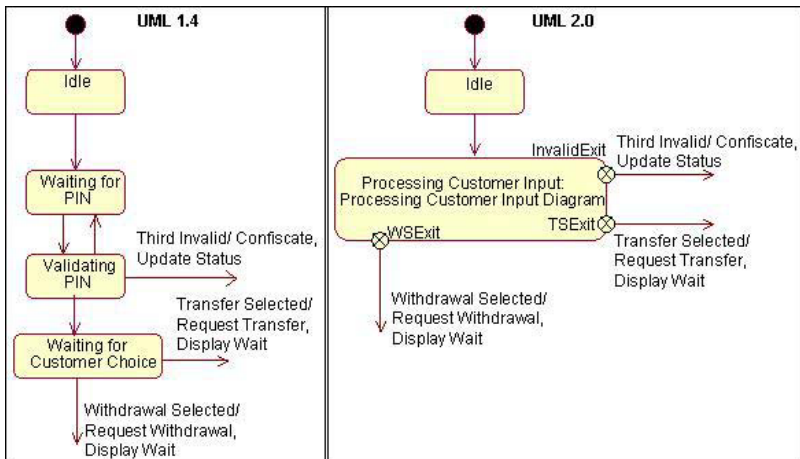 UML 1.4
Idle
Waiting for
PIN
Validating
PIN
Third Invalid/ Confiscate,
Update Status
Waiting for
Customer Choice
Transfer Selected/
Request Transfer,
Display Wait
Withdrawal Selected/
Request Withdrawal,
Display Wait
UML 2.0
Idle
InvalidExit
Third Invalid/ Confiscate,
Update Status
Processing Customer Input:
Processing Customer Input Diagram
WSExit
TSExit
Transfer Selected/
Request Transfer,
Display Wait
Withdrawal Selected/
Request Withdrawal,
Display Wait